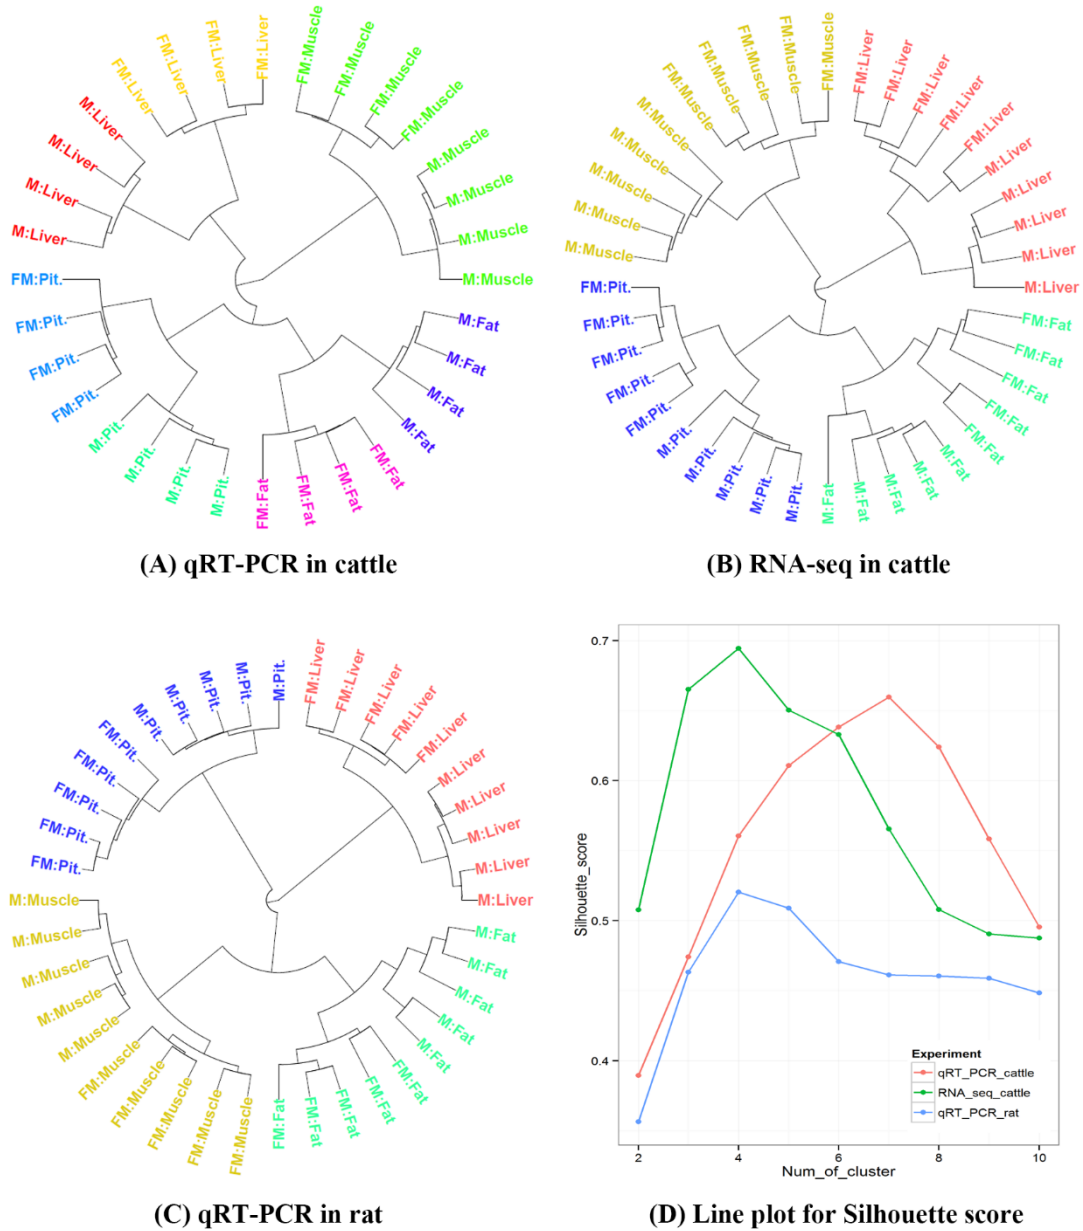 FM:Liver
FM:Liver
FM:Liver
FM:Liver
FM:Muscle
FM:Muscle
FM:Muscle
FM:Muscle
M:Muscle
M:Muscle
M:Muscle
M:Muscle
M:Fat
M:Fat
M:Fat
M:Fat
FM:Fat
FM:Fat
FM:Fat
FM:Fat
M:Pit.
M:Pit.
M:Pit.
M:Pit.
FM:Pit.
FM:Pit.
FM:Pit.
FM:Pit.
M:Liver
M:Liver
M:Liver
M:Liver
(A) qRT-PCR in cattle
FM:Muscle
FM:Muscle
FM:Muscle
FM:Muscle
FM:Muscle
FM:Liver
FM:Liver
FM:Liver
FM:Liver
FM:Liver
M:Liver
M:Liver
M:Liver
M:Liver
M:Liver
FM:Fat
FM:Fat
FM:Fat
FM:Fat
FM:Fat
M:Fat
M:Fat
M:Fat
M:Fat
M:Fat
M:Pit.
M:Pit.
M:Pit.
M:Pit.
M:Pit.
FM:Pit.
FM:Pit.
FM:Pit.
FM:Pit.
FM:Pit.
M:Muscle
M:Muscle
M:Muscle
M:Muscle
M:Muscle
(B) RNA-seq in cattle
M:Pit.
M:Pit.
M:Pit.
M:Pit.
M:Pit.
FM:Liver
FM:Liver
FM:Liver
FM:Liver
FM:Liver
M:Liver
M:Liver
M:Liver
M:Liver
M:Liver
M:Fat
M:Fat
M:Fat
M:Fat
M:Fat
FM:Fat
FM:Fat
FM:Fat
FM:Fat
FM:Fat
FM:Muscle
FM:Muscle
FM:Muscle
FM:Muscle
FM:Muscle
M:Muscle
M:Muscle
M:Muscle
M:Muscle
M:Muscle
FM:Pit.
FM:Pit.
FM:Pit.
FM:Pit.
FM:Pit.
(C) qRT-PCR in rat
0.7
0.6
0.5
0.4
Silhouette_score
Experiment
qRT_PCR_cattle
RNA_seq_cattle
qRT_PCR_rat
2 4 6 8 10
Num_of_cluster
(D) Line plot for Silhouette score